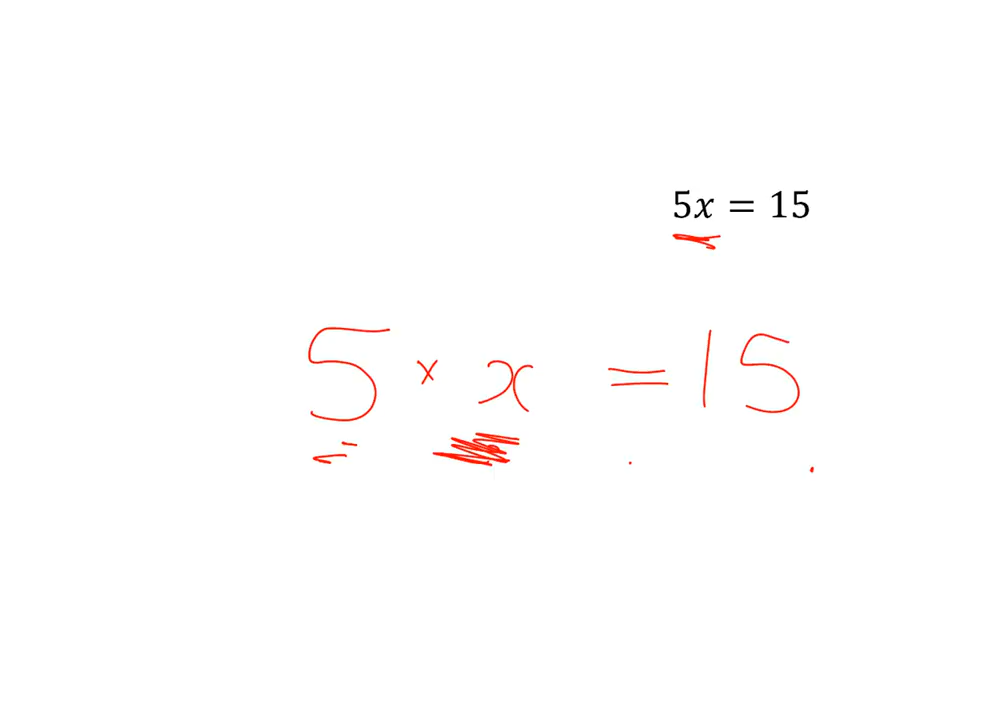 5x = 15
5 × x = 15